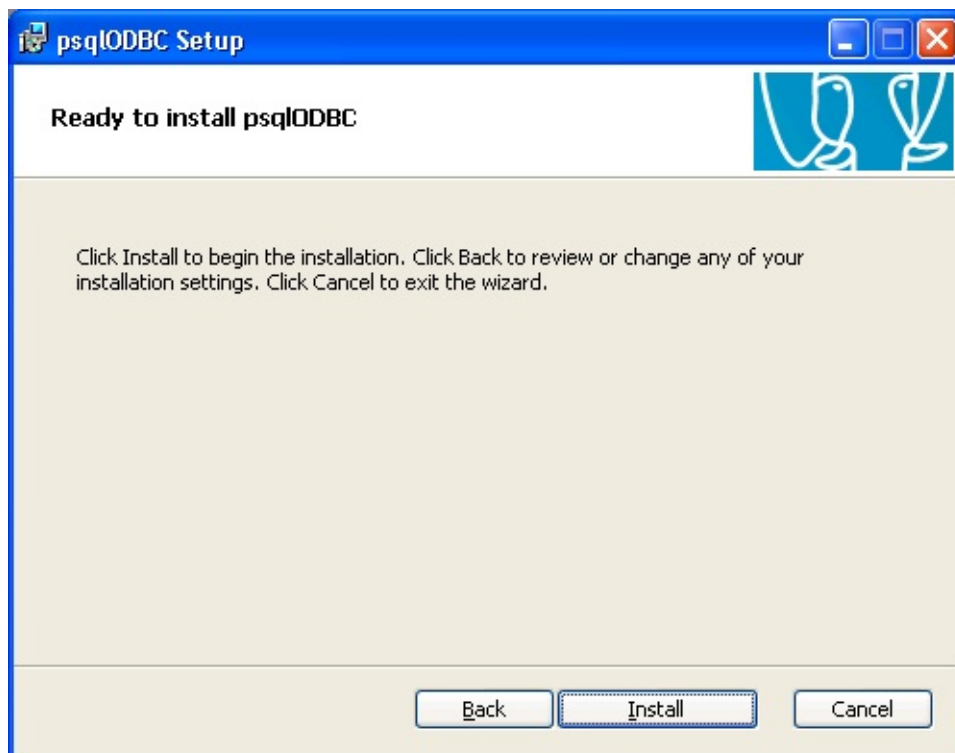 psqlODBC Setup
Ready to install psqlODBC
Click Install to begin the installation. Click Back to review or change any of your
installation settings. Click Cancel to exit the wizard.
Back Install Cancel